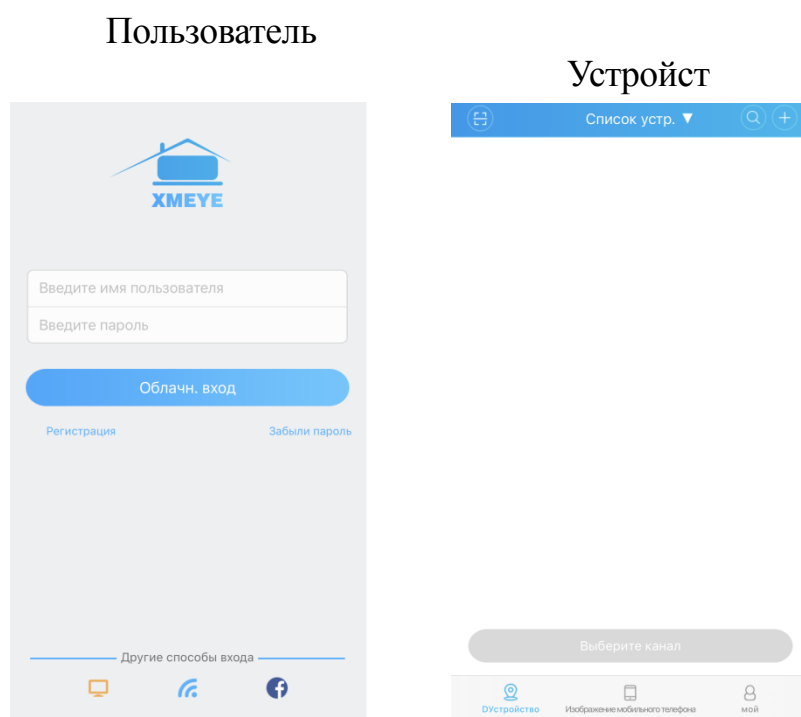 Пользователь
XMEYE
Введите имя пользователя
Введите пароль
Облачн. вход
Регистрация Забыли пароль
Другие способы входа
Устройст
Список устр. ▼
Выберите канал
DУстройство Изображение мобильного телефона мой